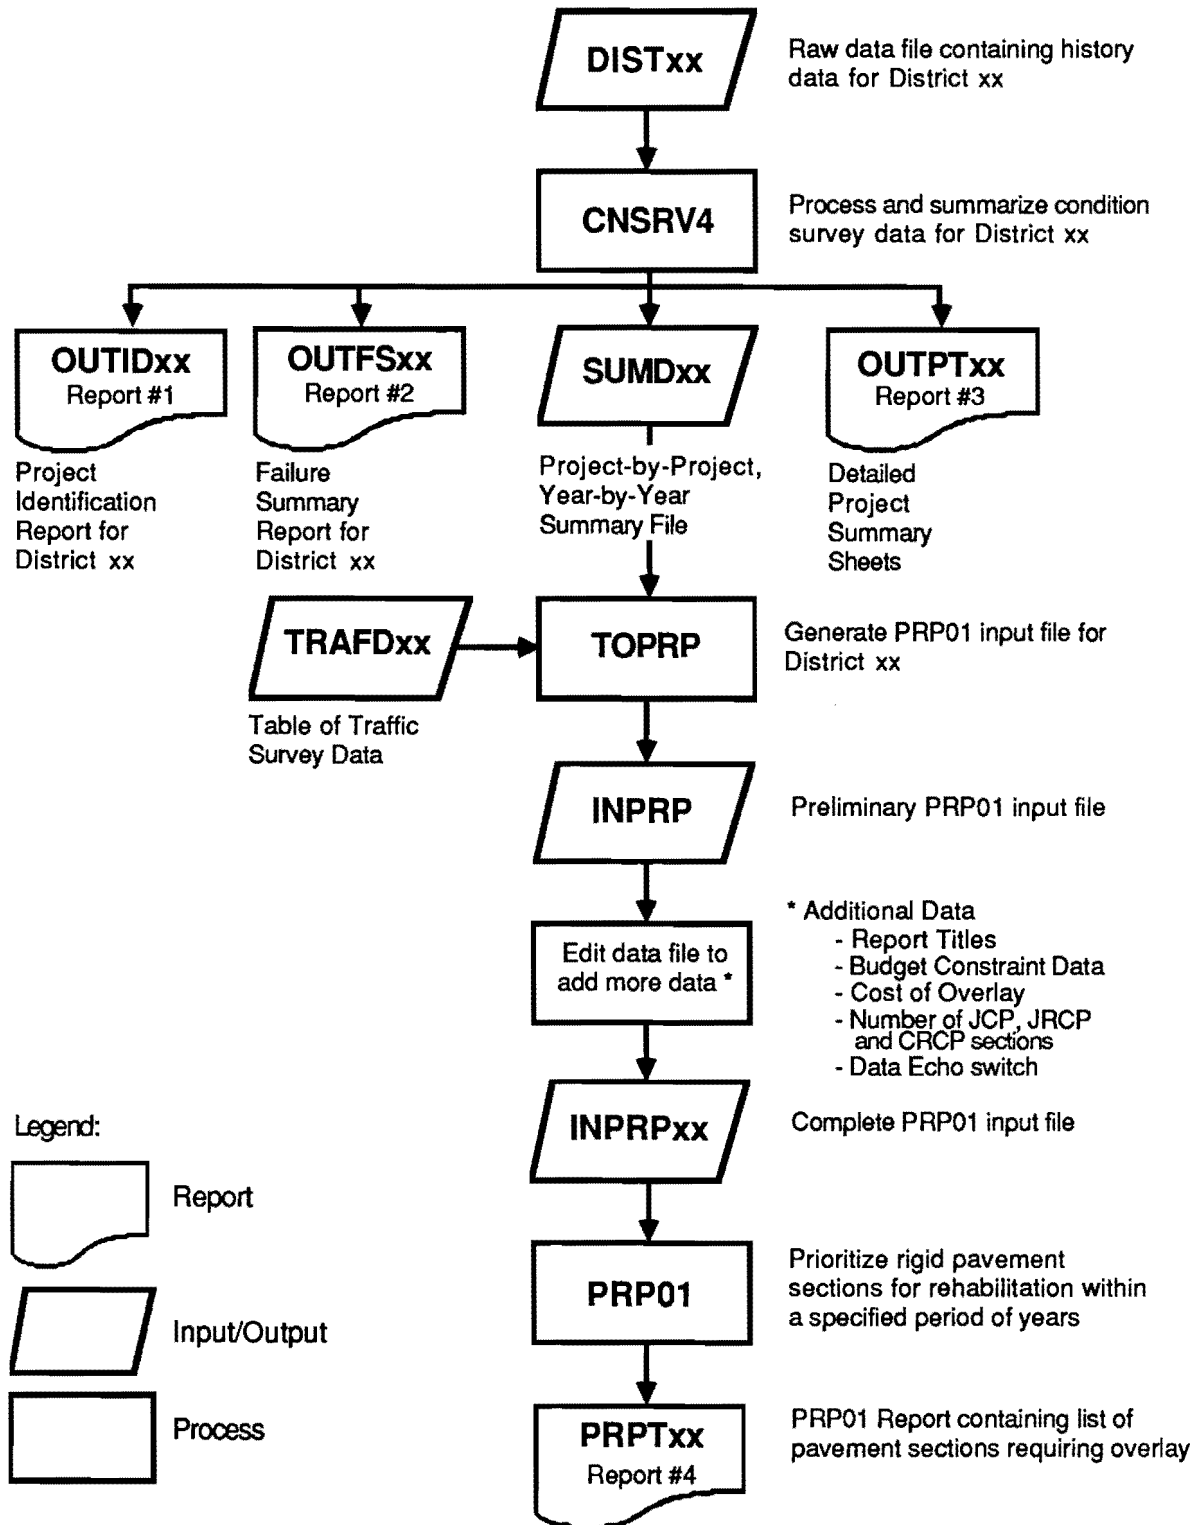 DISTxx
Raw data file containing history
data for District xx
CNSRV4
Process and summarize condition
survey data for District xx
OUTIDxx
Report #1
OUTFSxx
Report #2
SUMDxx
OUTPTxx
Report #3
Project
Identification
Report for
District xx
Failure
Summary
Report for
District xx
Project-by-Project,
Year-by-Year
Summary File
Detailed
Project
Summary
Sheets
TRAFDxx
TOPRP
Generate PRP01 input file for
District xx
Table of Traffic
Survey Data
INPRP
Preliminary PRP01 input file
Edit data file to
add more data *
* Additional Data
- Report Titles
- Budget Constraint Data
- Cost of Overlay
- Number of JCP, JRCP
and CRCP sections
- Data Echo switch
INPRPxx
Complete PRP01 input file
Legend:
Report
Input/Output
Process
PRP01
Prioritize rigid pavement
sections for rehabilitation within
a specified period of years
PRPTxx
Report #4
PRP01 Report containing list of
pavement sections requiring overlay